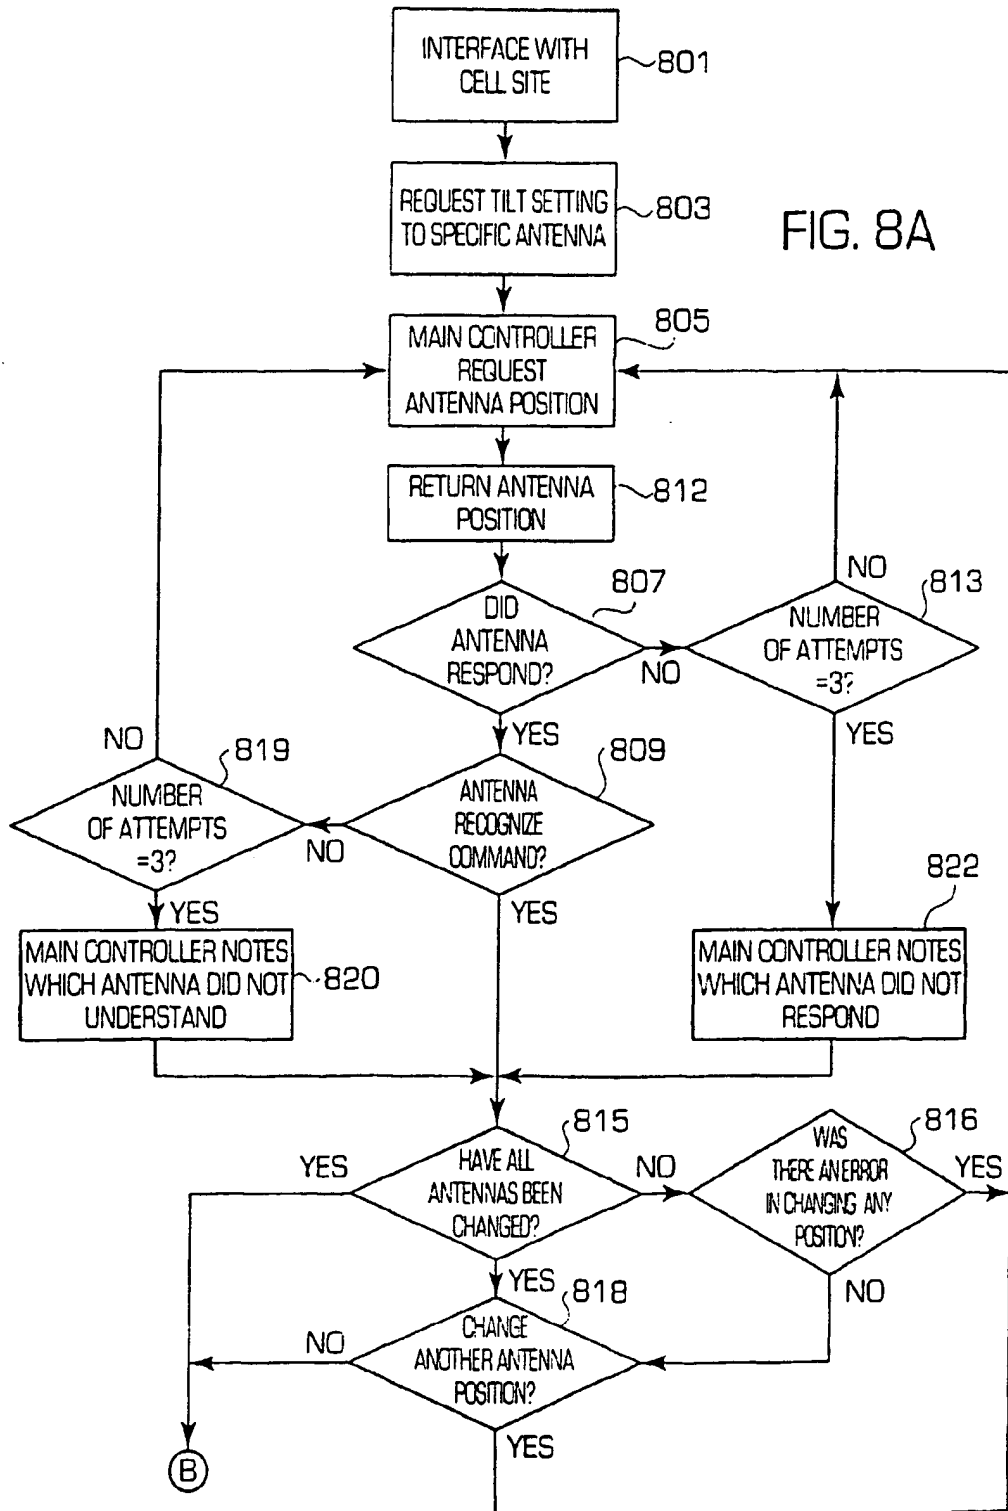 INTERFACE WITH
CELL SITE
801
REQUEST TILT SETTING
TO SPECIFIC ANTENNA
803
FIG. 8A
MAIN CONTROLLER
REQUEST
ANTENNA POSITION
805
RETURN ANTENNA
POSITION
812
DID
ANTENNA
RESPOND?
807
NO
YES
NUMBER
OF ATTEMPTS
=3?
813
NO
YES
ANTENNA
RECOGNIZE
COMMAND?
809
NO
YES
NUMBER
OF ATTEMPTS
=3?
819
NO
YES
MAIN CONTROLLER NOTES
WHICH ANTENNA DID NOT
UNDERSTAND
820
MAIN CONTROLLER NOTES
WHICH ANTENNA DID NOT
RESPOND
822
HAVE ALL
ANTENNAS BEEN
CHANGED?
815
YES
NO
YES
WAS
THERE AN ERROR
IN CHANGING ANY
POSITION?
816
YES
NO
CHANGE
ANOTHER ANTENNA
POSITION?
818
NO
YES
B